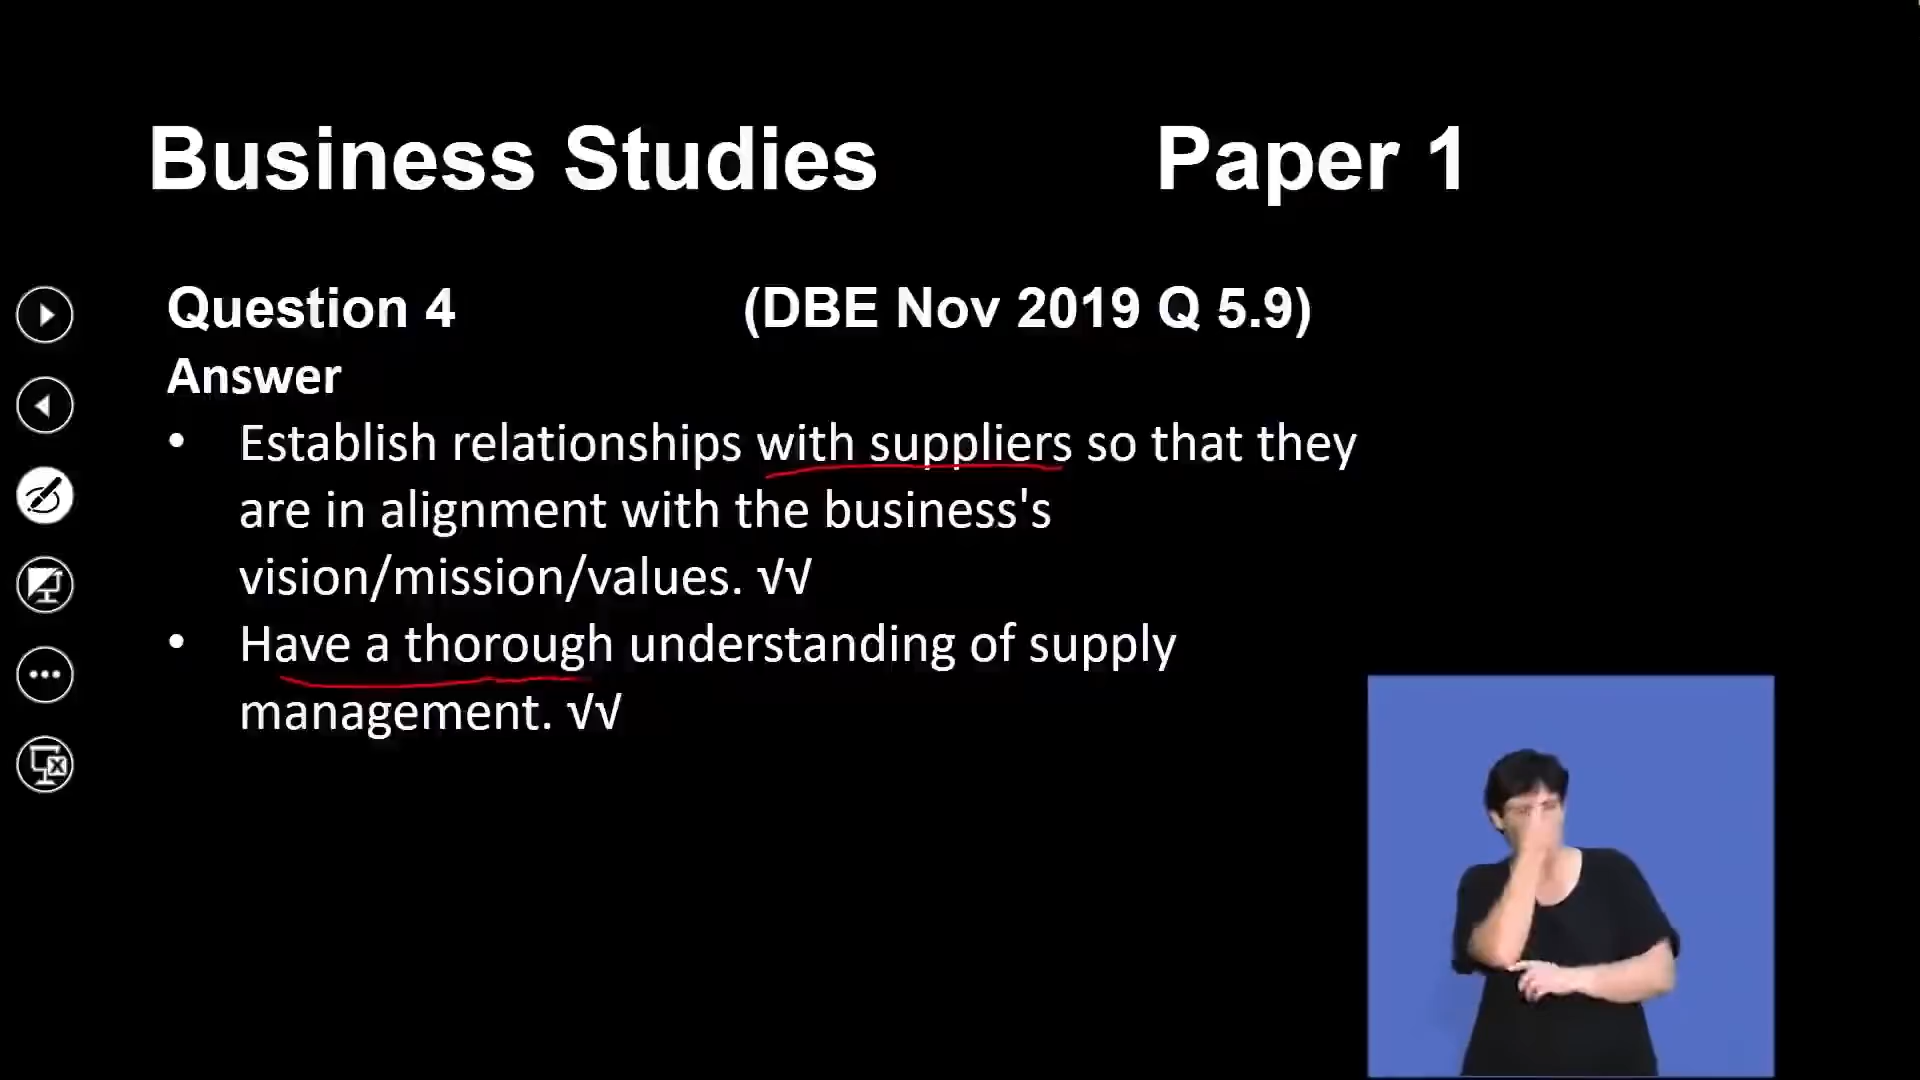 Business Studies Paper 1
Question 4 (DBE Nov 2019 Q 5.9)
Answer
• Establish relationships with suppliers so that they
are in alignment with the business's
vision/mission/values. √√
• Have a thorough understanding of supply
management. √√